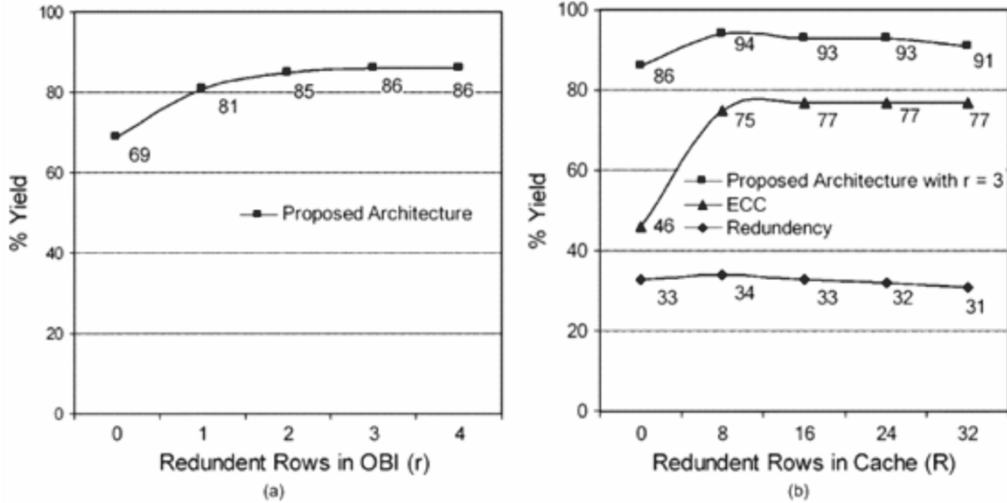 100
80
60
40
20
0
% Yield
69
81
85
86
86
Proposed Architecture
0 1 2 3 4
Redundent Rows in OBI (r)
(a)
100
80
60
40
20
0
% Yield
86
94
93
93
91
75
77
77
77
46
Proposed Architecture with r = 3
ECC
Redundency
33
34
33
32
31
0 8 16 24 32
Redundent Rows in Cache (R)
(b)